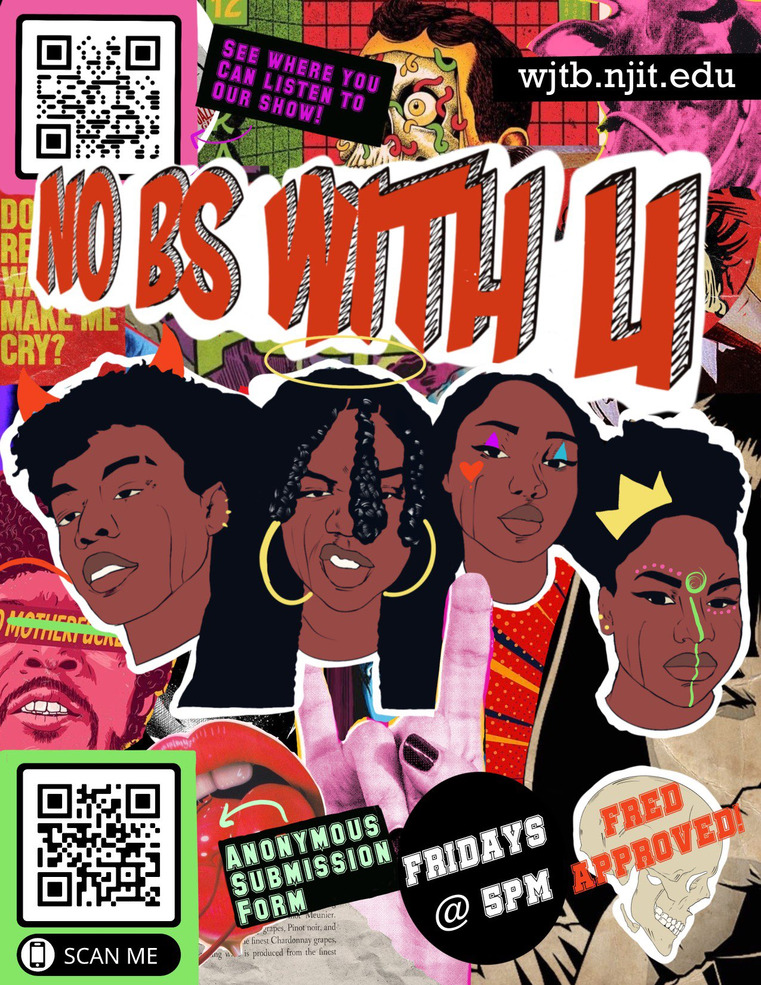 12
SEE WHERE YOU
CAN LISTEN TO
OUR SHOW!
wjtb.njit.edu
NO BS WITH U
DO
RE
WA
MAKE ME
CRY?
MOTHERFUCKE
ANONYMOUS
SUBMISSION
FORM
FRIDAYS
@ 5PM
FRED
APPROVED!
SCAN ME
Meunier.
grapes, Pinot noir, and
finest Chardonnay grapes,
is produced from the finest